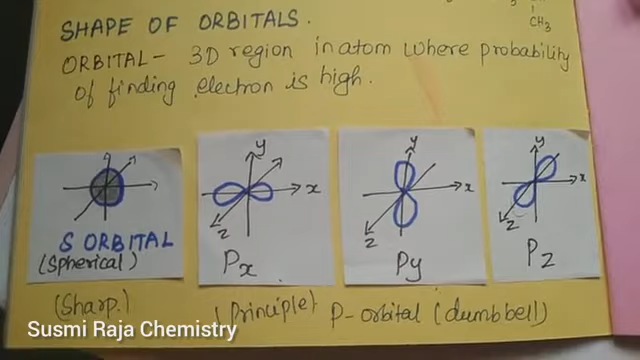 CH3
SHAPE OF ORBITALS.
ORBITAL - 3D region in atom where probability
of finding electron is high.
y
x
z
y
x
z
y
x
z
S ORBITAL
(Spherical)
Px
Py
Pz
(Sharp)
(Principle)
P-orbital (dumbbell)
Susmi Raja Chemistry